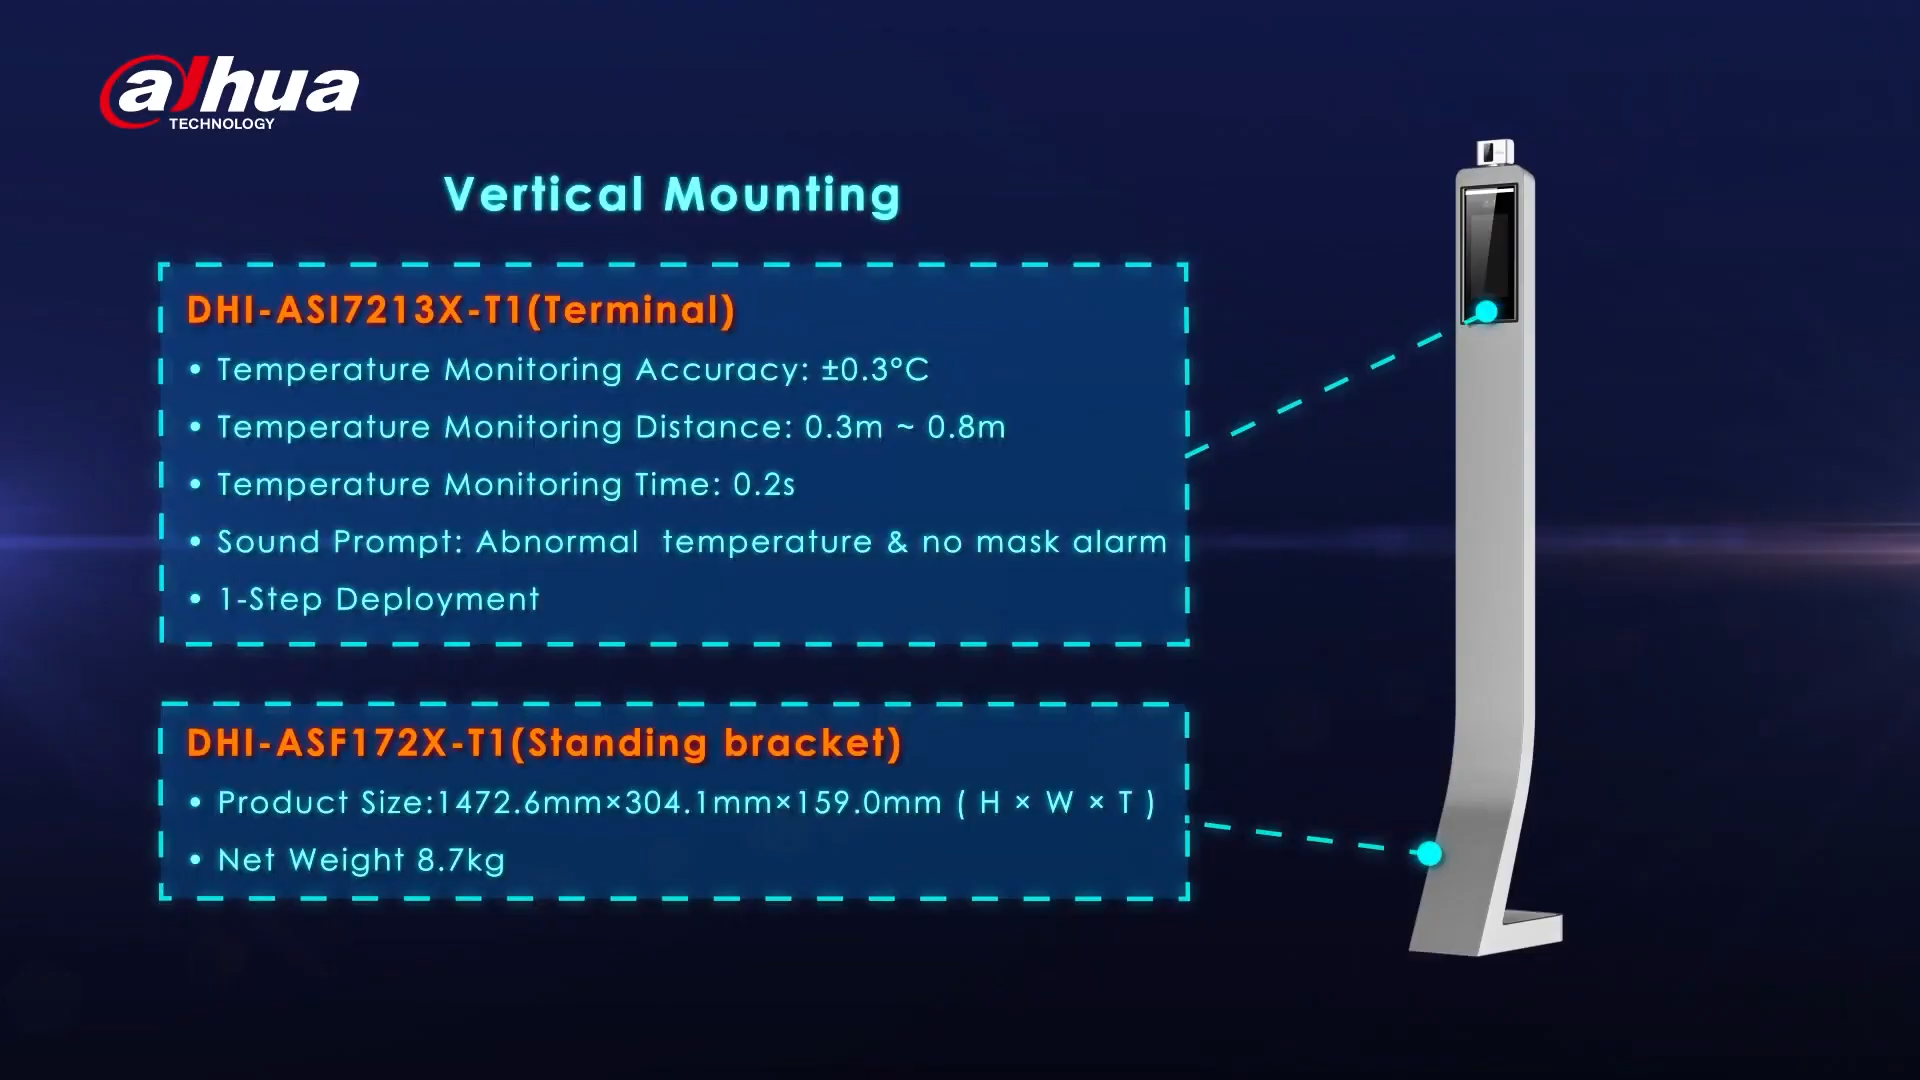 alhua
TECHNOLOGY
Vertical Mounting
DHI-ASI7213X-T1(Terminal)
• Temperature Monitoring Accuracy: ±0.3°C
• Temperature Monitoring Distance: 0.3m ~ 0.8m
• Temperature Monitoring Time: 0.2s
• Sound Prompt: Abnormal  temperature & no mask alarm
• 1-Step Deployment
DHI-ASF172X-T1(Standing bracket)
• Product Size:1472.6mm×304.1mm×159.0mm ( H × W × T )
• Net Weight 8.7kg